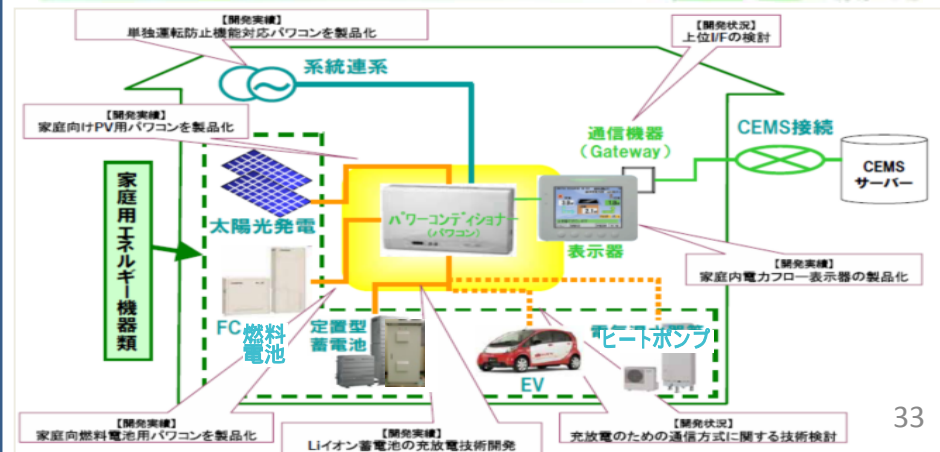 【開発実績】
単独運転防止機能対応パワコンを製品化
【開発状況】
上位I/Fの検討
系統連系
【開発実績】
家庭向けPV用パワコンを製品化
通信機器
(Gateway)
CEMS接続
CEMS
サーバー
家庭用エネルギー機器類
太陽光発電
パワーコンディショナー
(パワコン)
表示器
【開発実績】
家庭内電力フロー表示器の製品化
FC燃料
電池
定置型
蓄電池
EV
ヒートポンプ
【開発実績】
家庭向燃料電池用パワコンを製品化
【開発実績】
Liイオン蓄電池の充放電技術開発
【開発状況】
充放電のための通信方式に関する技術検討
33